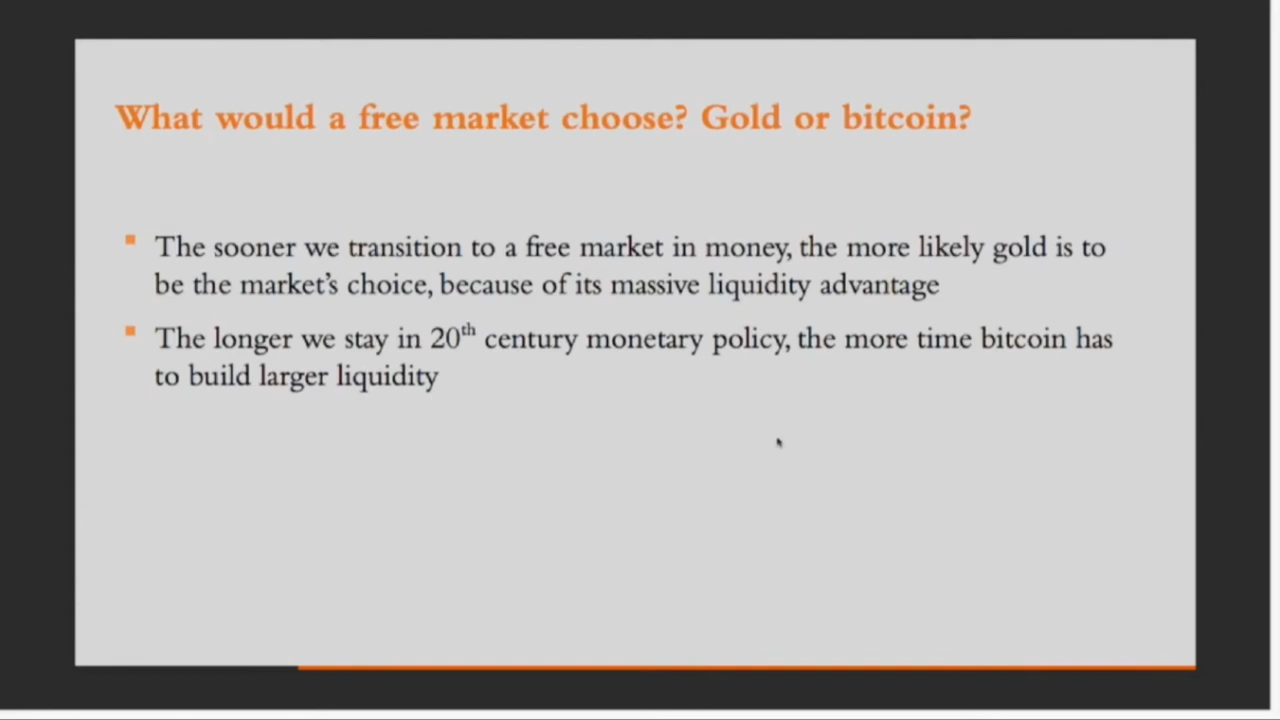 What would a free market choose? Gold or bitcoin?
The sooner we transition to a free market in money, the more likely gold is to
be the market’s choice, because of its massive liquidity advantage
The longer we stay in 20th century monetary policy, the more time bitcoin has
to build larger liquidity